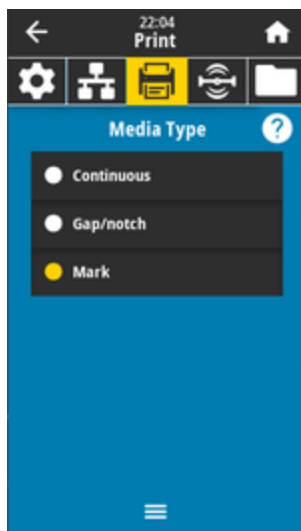 22:04
Print
Media Type
?
Continuous
Gap/notch
Mark